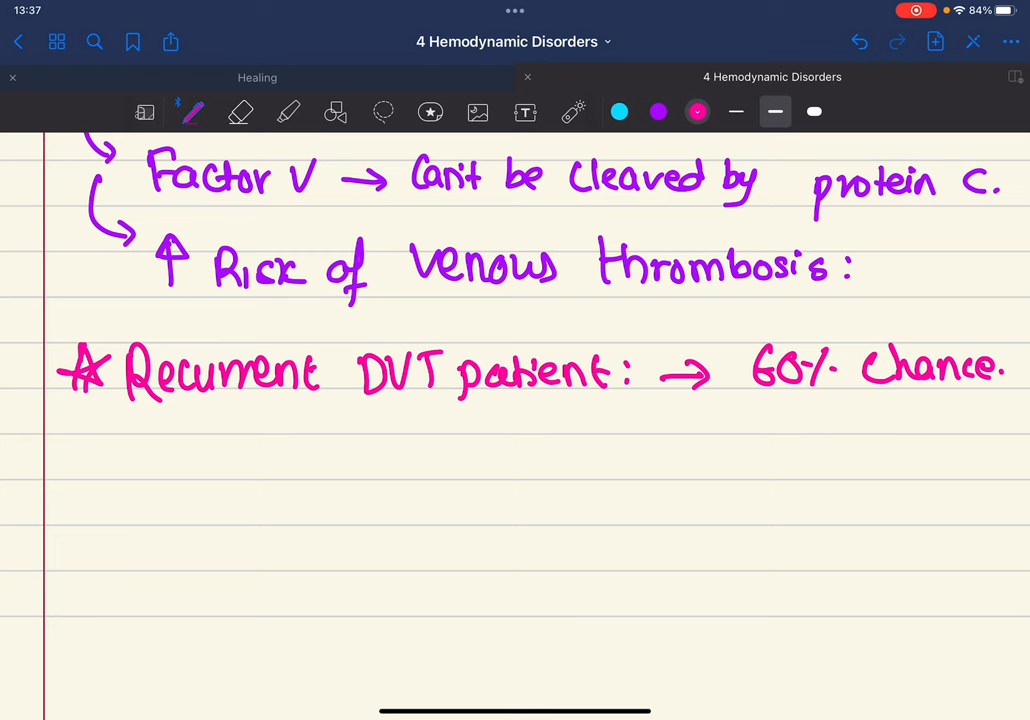 13:37
84%
4 Hemodynamic Disorders
Healing
4 Hemodynamic Disorders
Factor V → Can't be cleaved by protein C.
↑ Risk of venous thrombosis:
☆ Recurrent DVT patient: → 60% chance.